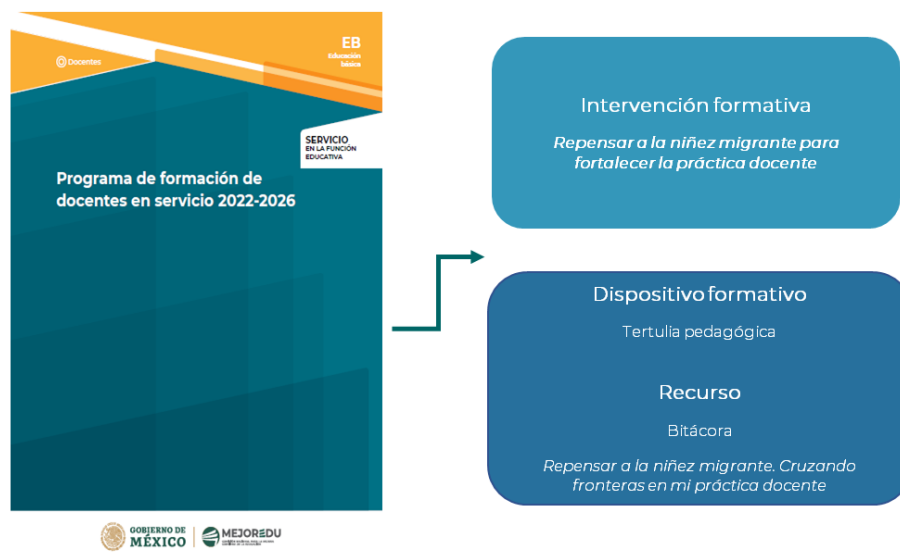 Docentes
EB
Educación
básica
SERVICIO
EN LA FUNCIÓN
EDUCATIVA
Programa de formación de
docentes en servicio 2022-2026
GOBIERNO DE
MÉXICO
MEJOREDU
Intervención formativa
Repensar a la niñez migrante para
fortalecer la práctica docente
Dispositivo formativo
Tertulia pedagógica
Recurso
Bitácora
Repensar a la niñez migrante. Cruzando
fronteras en mi práctica docente